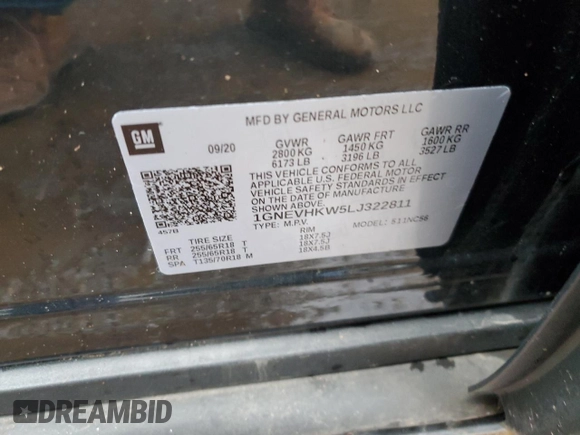 MFD BY GENERAL MOTORS LLC
GM
09/20
GVWR GAWR FRT GAWR RR
2800 KG 1450 KG 1600 KG
6173 LB 3196 LB 3527 LB
THIS VEHICLE CONFORMS TO ALL
APPLICABLE U.S. FEDERAL MOTOR
VEHICLE SAFETY STANDARDS IN EFFECT
ON THE DATE OF MANUFACTURE
SHOWN ABOVE.
1GNEVHKW5LJ322811
TYPE: M.P.V. MODEL: 511NC56
457B
TIRE SIZE RIM
FRT 255/65R18 T 18X7.5J
RR 255/65R18 T 18X7.5J
SPA T135/70R18 M 18X4.5B
DREAMBID